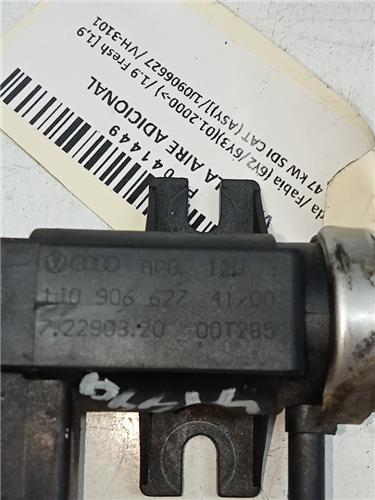 da/Fabia (6Y2/6Y3)(01.2000->) /1.9 Fresh [1,9
47 kW SDI CAT (ASY)]/1J0906627 /VH-3101
LA AIRE ADICIONAL
041449
APG. 12V
1J0 906 627 41/00
7.22903.20 00T285